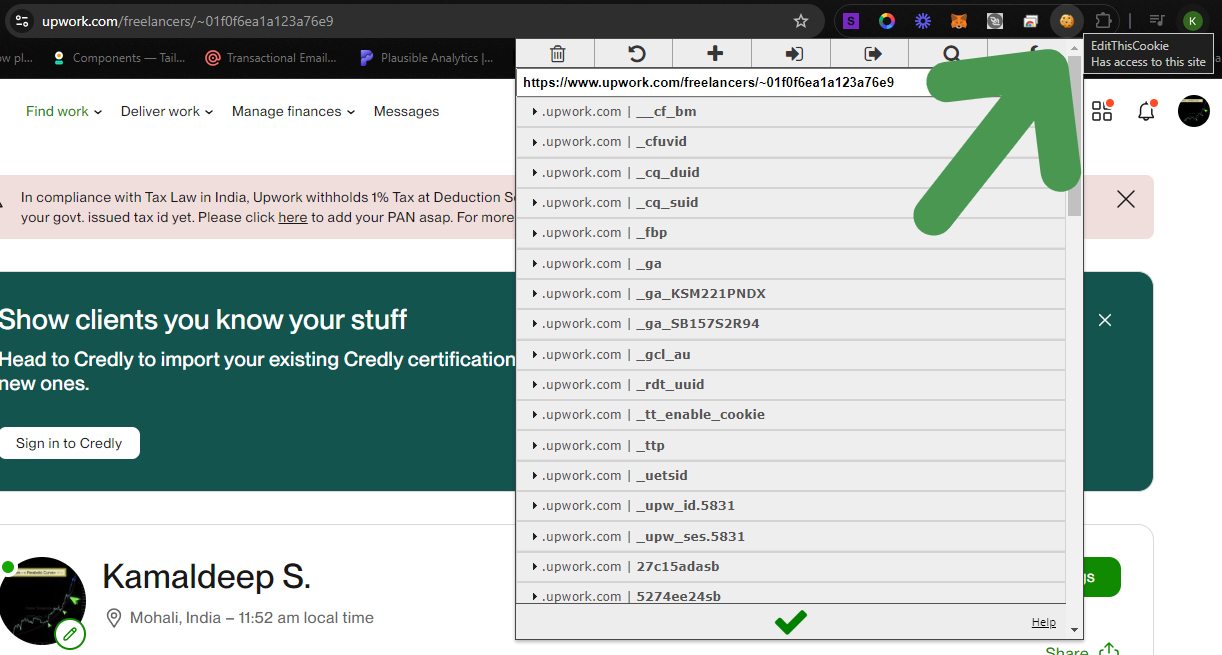 upwork.com/freelancers/~01f0f6ea1a123a76e9
S
K
ow pl...
Components — Tail...
Transactional Email...
Plausible Analytics |...
EditThisCookie
Has access to this site
https://www.upwork.com/freelancers/~01f0f6ea1a123a76e9
Find work
Deliver work
Manage finances
Messages
.upwork.com | __cf_bm
.upwork.com | _cfuvid
.upwork.com | _cq_duid
.upwork.com | _cq_suid
.upwork.com | _fbp
.upwork.com | _ga
.upwork.com | _ga_KSM221PNDX
.upwork.com | _ga_SB157S2R94
.upwork.com | _gcl_au
.upwork.com | _rdt_uuid
.upwork.com | _tt_enable_cookie
.upwork.com | _ttp
.upwork.com | _uetsid
.upwork.com | _upw_id.5831
.upwork.com | _upw_ses.5831
.upwork.com | 27c15adasb
.upwork.com | 5274ee24sb
Help
In compliance with Tax Law in India, Upwork withholds 1% Tax at Deduction S
your govt. issued tax id yet. Please click here to add your PAN asap. For more
Show clients you know your stuff
Head to Credly to import your existing Credly certification
new ones.
Sign in to Credly
Kamaldeep S.
Mohali, India – 11:52 am local time
gs
Share